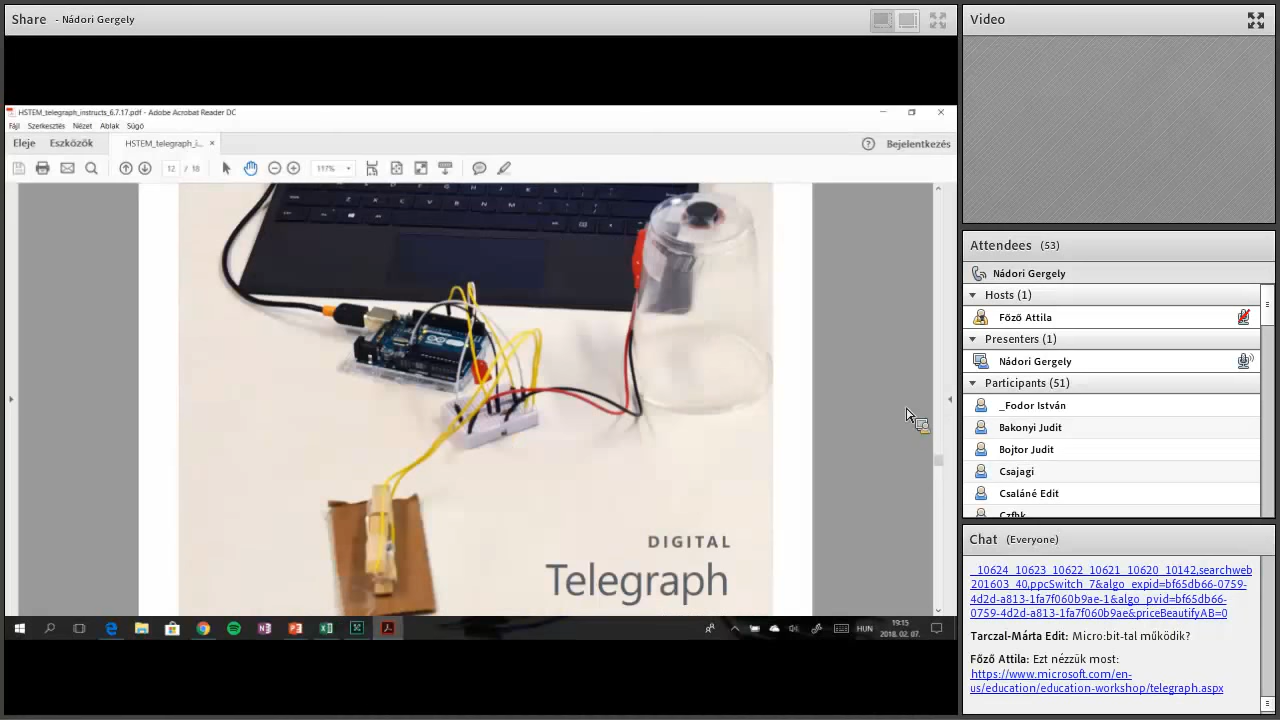 Share - Nádori Gergely
HSTEM_telegraph_instructs_6.7.17.pdf - Adobe Acrobat Reader DC
Fájl Szerkesztés Nézet Ablak Súgó
Eleje Eszközök HSTEM_telegraph_i... × Bejelentkezés
12 / 18 117%
DIGITAL
Telegraph
HUN 19:15
2018. 02. 07.
Video
Attendees (53)
Nádori Gergely
Hosts (1)
Főző Attila
Presenters (1)
Nádori Gergely
Participants (51)
_Fodor István
Bakonyi Judit
Bojtor Judit
Csajagi
Csaláné Edit
Czfbk
Chat (Everyone)
_10624_10623_10622_10621_10620_10142,searchweb
201603_40,ppcSwitch_7&algo_expid=bf65db66-0759-
4d2d-a813-1fa7f060b9ae-1&algo_pvid=bf65db66-
0759-4d2d-a813-1fa7f060b9ae&priceBeautifyAB=0
Tarczal-Márta Edit: Micro:bit-tal működik?
Főző Attila: Ezt nézzük most:
https://www.microsoft.com/en-
us/education/education-workshop/telegraph.aspx